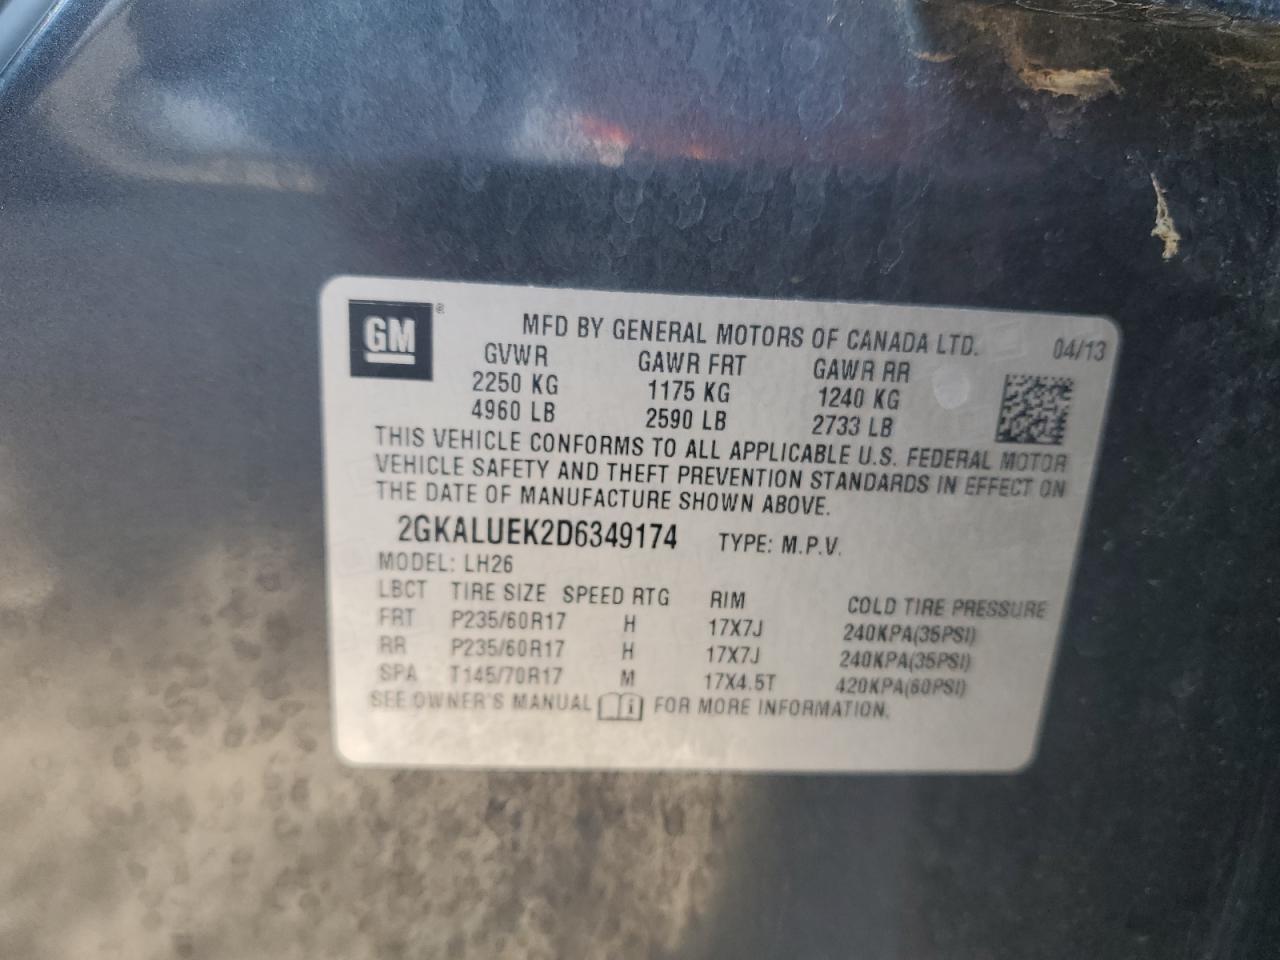 GM®
MFD BY GENERAL MOTORS OF CANADA LTD. 04/13
GVWR GAWR FRT GAWR RR
2250 KG 1175 KG 1240 KG
4960 LB 2590 LB 2733 LB
THIS VEHICLE CONFORMS TO ALL APPLICABLE U.S. FEDERAL MOTOR
VEHICLE SAFETY AND THEFT PREVENTION STANDARDS IN EFFECT ON
THE DATE OF MANUFACTURE SHOWN ABOVE.
2GKALUEK2D6349174 TYPE: M.P.V.
MODEL: LH26
LBCT TIRE SIZE SPEED RTG RIM COLD TIRE PRESSURE
FRT P235/60R17 H 17X7J 240KPA(35PSI)
RR P235/60R17 H 17X7J 240KPA(35PSI)
SPA T145/70R17 M 17X4.5T 420KPA(60PSI)
SEE OWNER'S MANUAL FOR MORE INFORMATION.